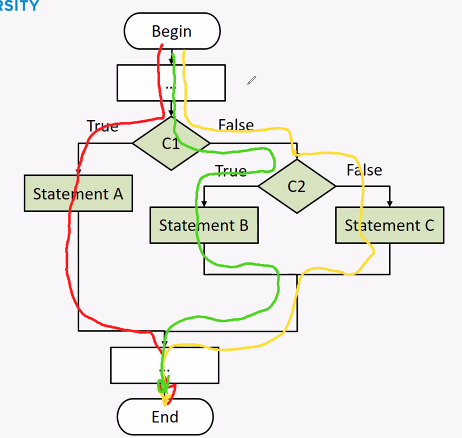 RSITY
Begin
...
True
C1
False
Statement A
True
C2
False
Statement B
Statement C
...
End